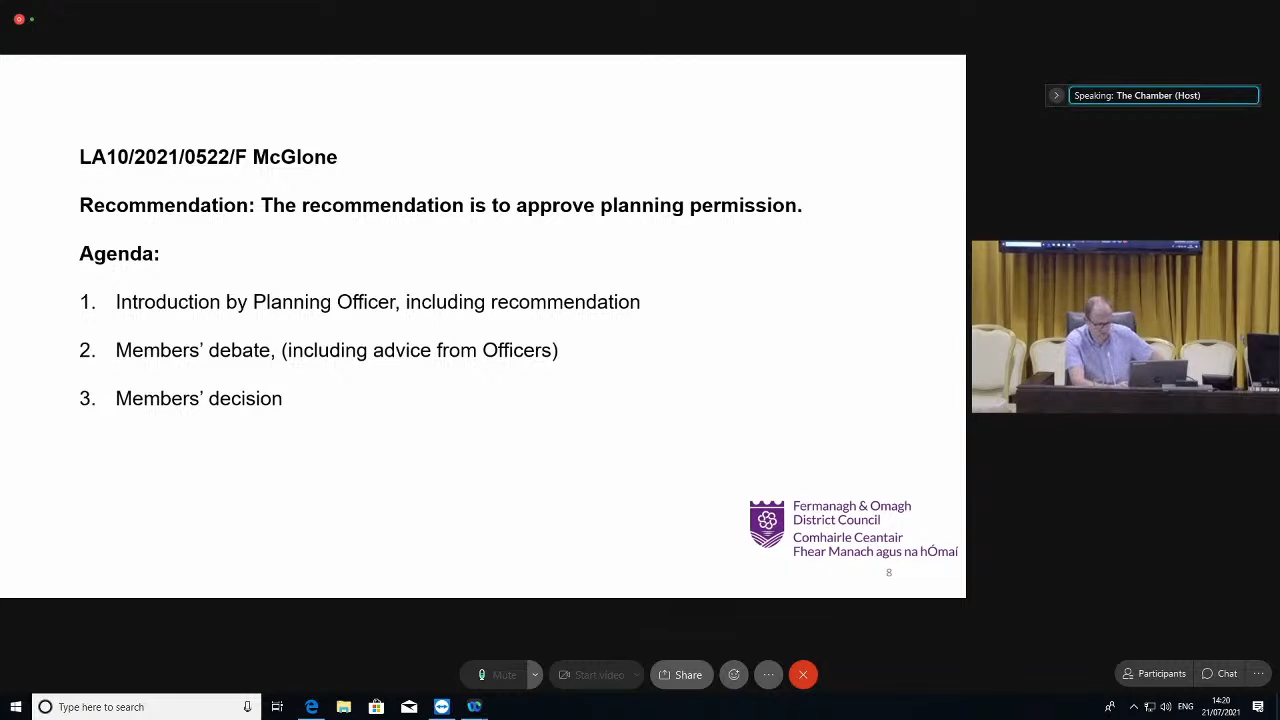 Speaking: The Chamber (Host)
LA10/2021/0522/F McGlone
Recommendation: The recommendation is to approve planning permission.
Agenda:
1. Introduction by Planning Officer, including recommendation
2. Members’ debate, (including advice from Officers)
3. Members’ decision
Fermanagh & Omagh
District Council
Comhairle Ceantair
Fhear Manach agus na hÓmaí
8
Mute
Start video
Share
Participants
Chat
Type here to search
ENG
14:20
21/07/2021